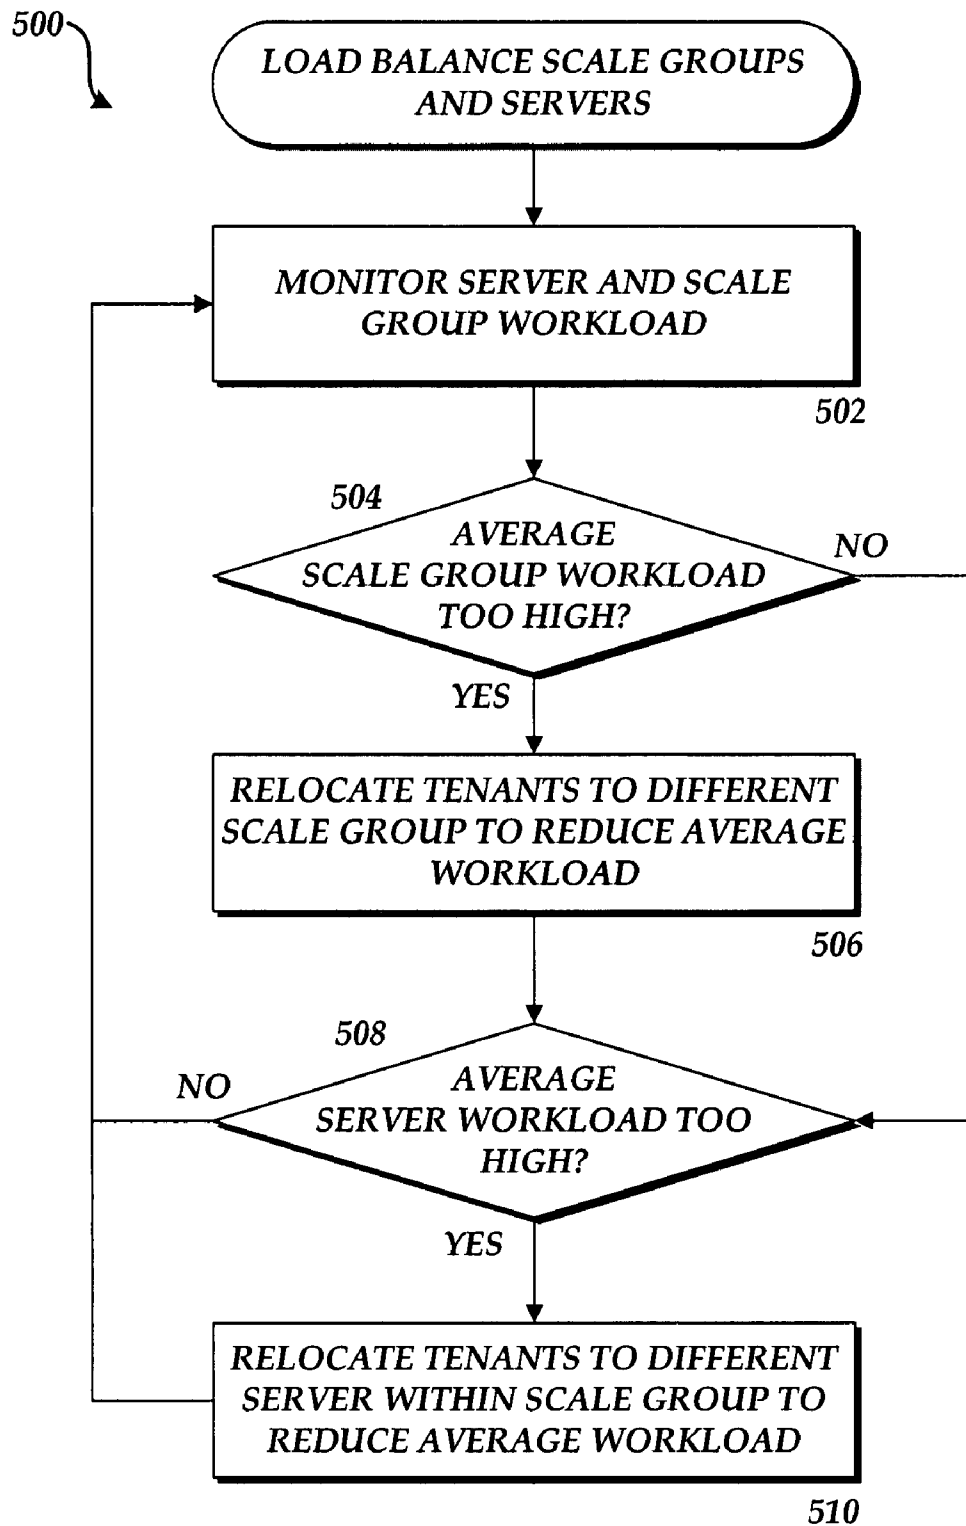 500
LOAD BALANCE SCALE GROUPS
AND SERVERS
MONITOR SERVER AND SCALE
GROUP WORKLOAD
502
504
AVERAGE
SCALE GROUP WORKLOAD
TOO HIGH?
NO
YES
RELOCATE TENANTS TO DIFFERENT
SCALE GROUP TO REDUCE AVERAGE
WORKLOAD
506
508
AVERAGE
SERVER WORKLOAD TOO
HIGH?
NO
YES
RELOCATE TENANTS TO DIFFERENT
SERVER WITHIN SCALE GROUP TO
REDUCE AVERAGE WORKLOAD
510